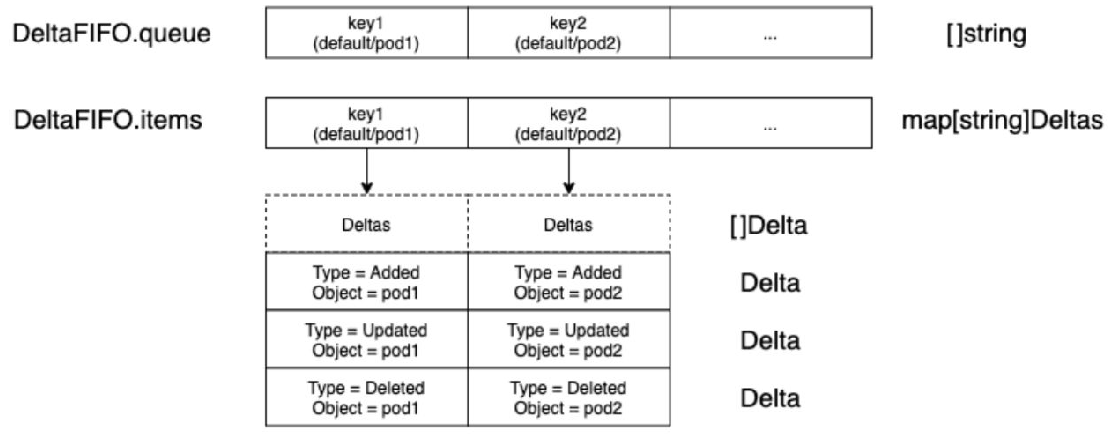 DeltaFIFO.queue
key1
(default/pod1)
key2
(default/pod2)
...
[]string
DeltaFIFO.items
key1
(default/pod1)
key2
(default/pod2)
...
map[string]Deltas
Deltas
Deltas
[]Delta
Type = Added
Object = pod1
Type = Added
Object = pod2
Delta
Type = Updated
Object = pod1
Type = Updated
Object = pod2
Delta
Type = Deleted
Object = pod1
Type = Deleted
Object = pod2
Delta